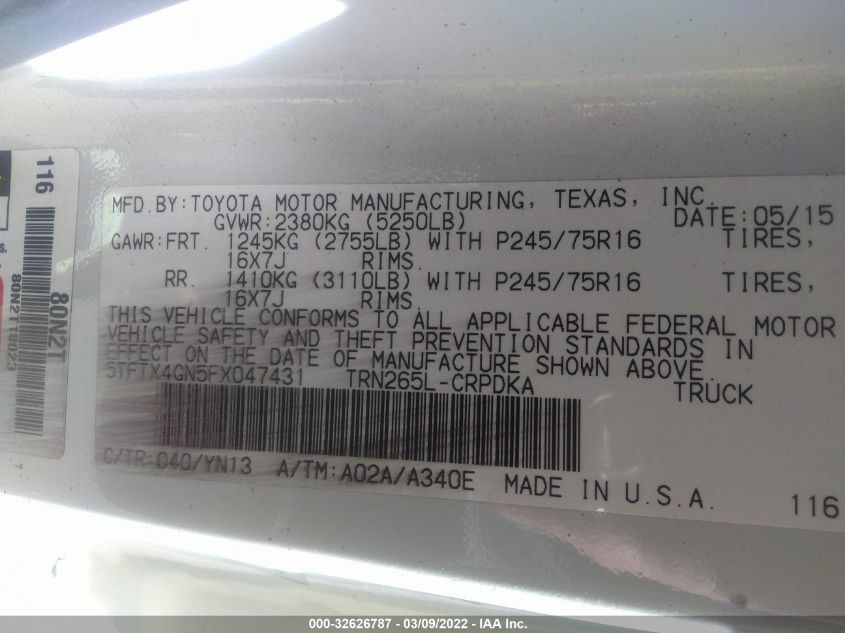 MFD.BY:TOYOTA MOTOR MANUFACTURING, TEXAS, INC.
GVWR:2380KG (5250LB) DATE:05/15
GAWR:FRT. 1245KG (2755LB) WITH P245/75R16 TIRES,
16X7J RIMS.
RR. 1410KG (3110LB) WITH P245/75R16 TIRES,
16X7J RIMS.
THIS VEHICLE CONFORMS TO ALL APPLICABLE FEDERAL MOTOR
VEHICLE SAFETY AND THEFT PREVENTION STANDARDS IN
EFFECT ON THE DATE OF MANUFACTURE SHOWN ABOVE.
5TFTX4GN5FX047431 TRN265L-CRPDKA TRUCK
C/TR:040/YN13 A/TM:A02A/A340E MADE IN U.S.A.
116
116
80N2T
80N2TT8023
000-32626787 - 03/09/2022 - IAA Inc.